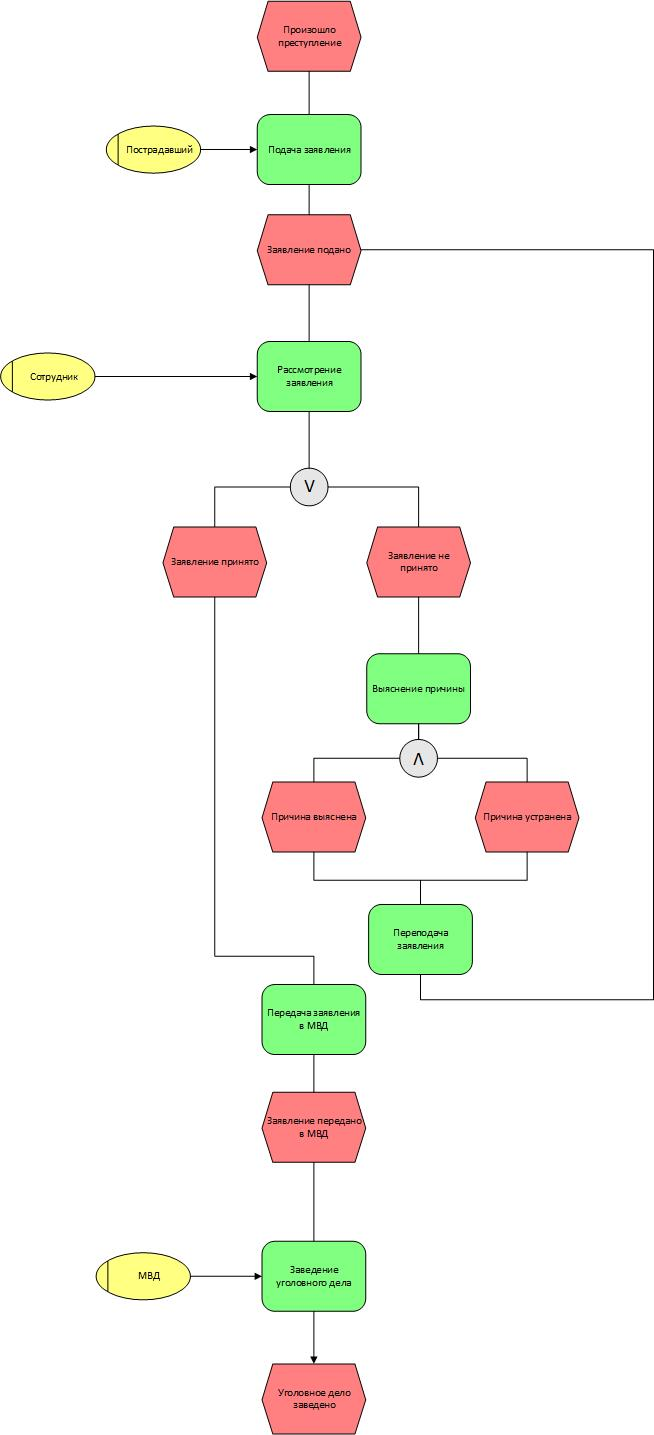 Произошло
преступление
Пострадавший
Подача заявления
Заявление подано
Сотрудник
Рассмотрение
заявления
V
Заявление принято
Заявление не
принято
Выяснение причины
Λ
Причина выяснена
Причина устранена
Переподача
заявления
Передача заявления
в МВД
Заявление передано
в МВД
МВД
Заведение
уголовного дела
Уголовное дело
заведено